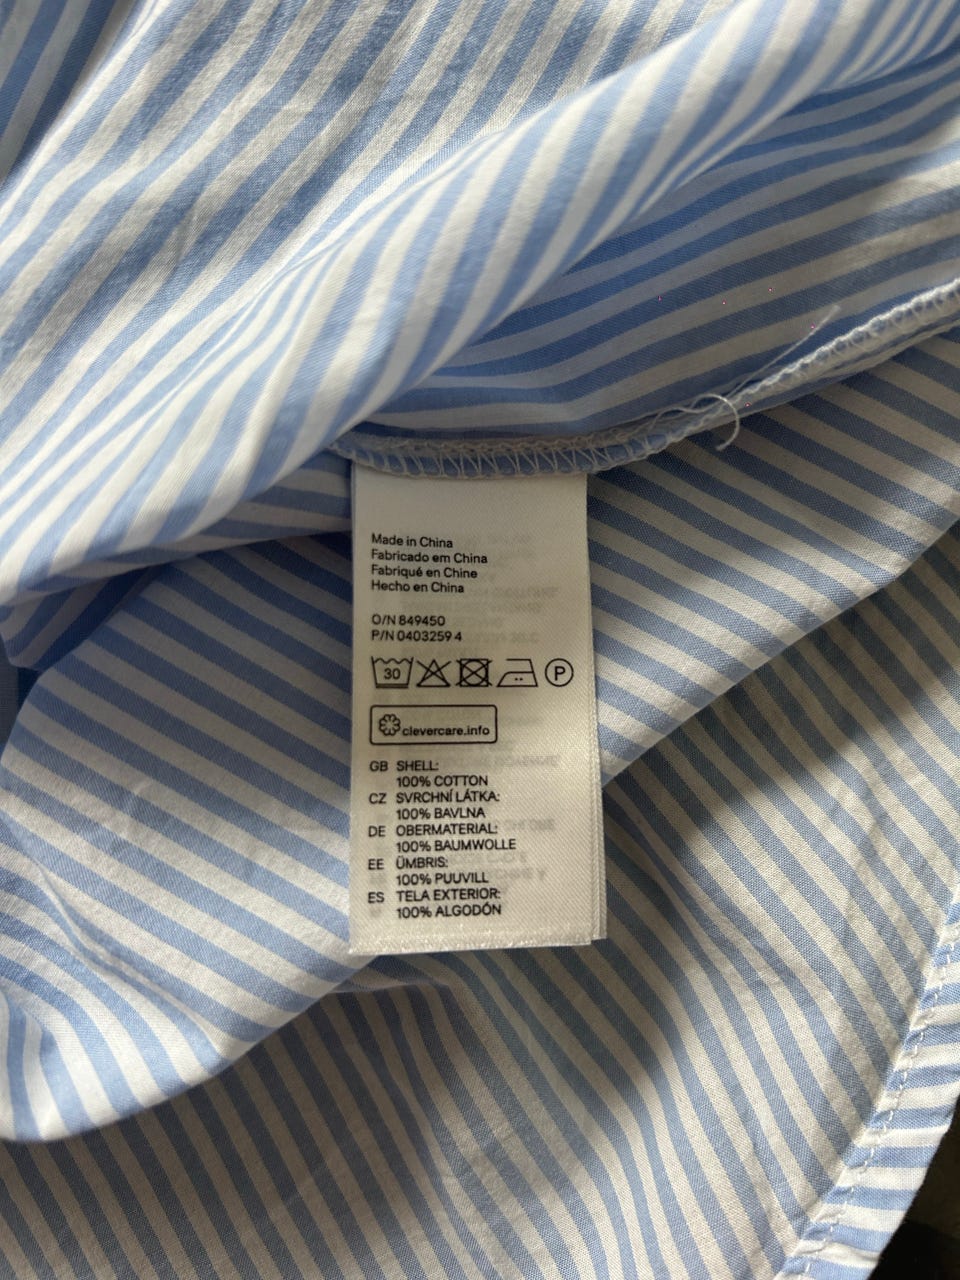 Made in China
Fabricado em China
Fabriqué en Chine
Hecho en China
O/N 849450
P/N 0403259 4
30 P
clevercare.info
GB SHELL:
100% COTTON
CZ SVRCHNÍ LÁTKA:
100% BAVLNA
DE OBERMATERIAL:
100% BAUMWOLLE
EE ÜMBRIS:
100% PUUVILL
ES TELA EXTERIOR:
100% ALGODÓN